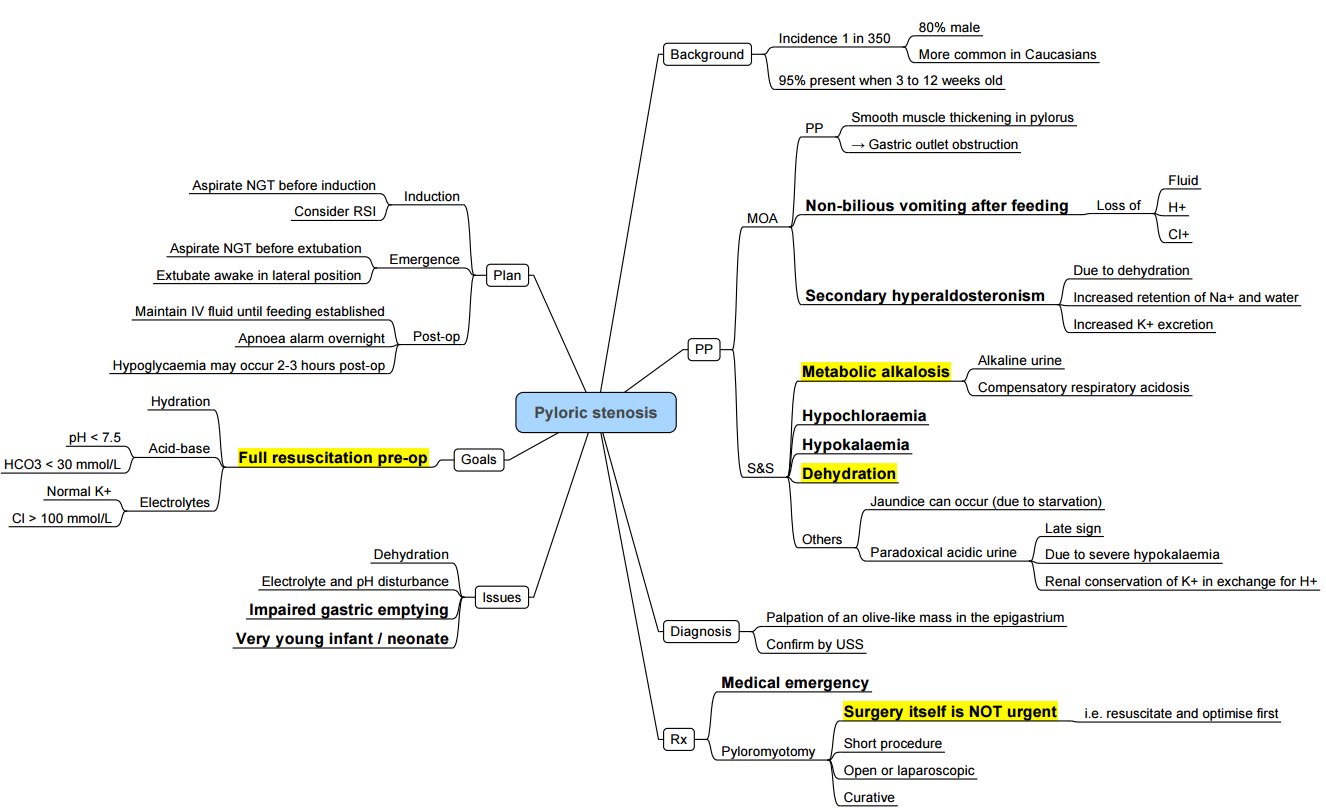 Pyloric stenosis
Background
Incidence 1 in 350
80% male
More common in Caucasians
95% present when 3 to 12 weeks old
PP
MOA
PP
Smooth muscle thickening in pylorus
→ Gastric outlet obstruction
Non-bilious vomiting after feeding
Loss of
Fluid
H+
Cl+
Secondary hyperaldosteronism
Due to dehydration
Increased retention of Na+ and water
Increased K+ excretion
S&S
Metabolic alkalosis
Alkaline urine
Compensatory respiratory acidosis
Hypochloraemia
Hypokalaemia
Dehydration
Others
Jaundice can occur (due to starvation)
Paradoxical acidic urine
Late sign
Due to severe hypokalaemia
Renal conservation of K+ in exchange for H+
Diagnosis
Palpation of an olive-like mass in the epigastrium
Confirm by USS
Rx
Medical emergency
Pyloromyotomy
Surgery itself is NOT urgent
i.e. resuscitate and optimise first
Short procedure
Open or laparoscopic
Curative
Plan
Induction
Aspirate NGT before induction
Consider RSI
Emergence
Aspirate NGT before extubation
Extubate awake in lateral position
Post-op
Maintain IV fluid until feeding established
Apnoea alarm overnight
Hypoglycaemia may occur 2-3 hours post-op
Goals
Full resuscitation pre-op
Hydration
Acid-base
pH < 7.5
HCO3 < 30 mmol/L
Electrolytes
Normal K+
Cl > 100 mmol/L
Issues
Dehydration
Electrolyte and pH disturbance
Impaired gastric emptying
Very young infant / neonate